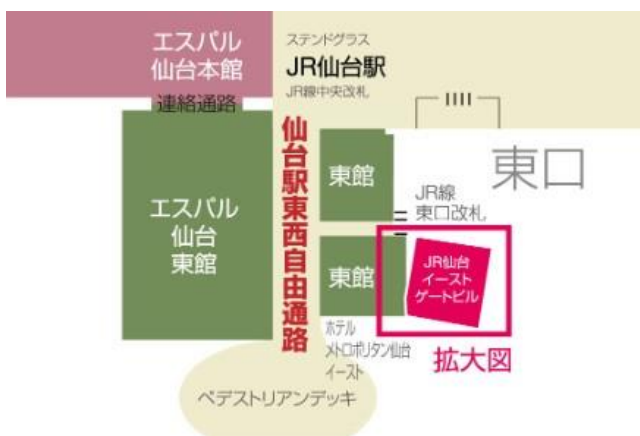 エスパル
仙台本館
連絡通路
ステンドグラス
JR仙台駅
JR線中央改札
東口
エスパル
仙台
東館
仙台駅東西自由通路
東館
JR線
東口改札
東館
JR仙台
イースト
ゲートビル
ホテル
メトロポリタン仙台
イースト
拡大図
ペデストリアンデッキ